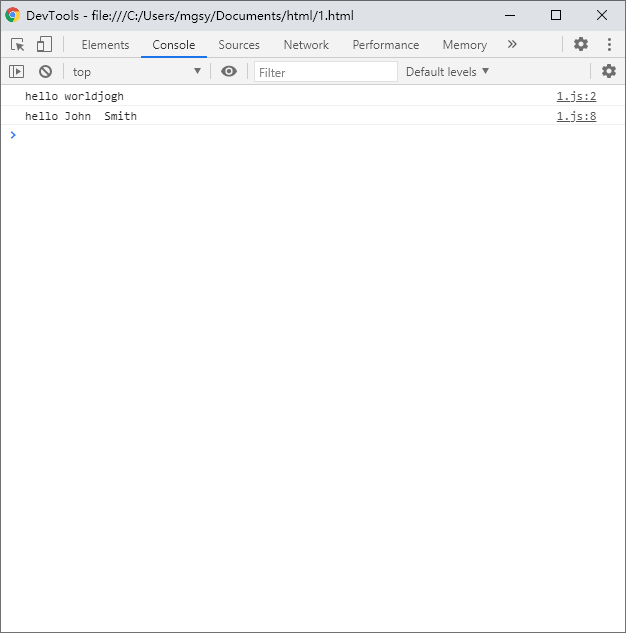 DevTools - file:///C:/Users/mgsy/Documents/html/1.html
Elements Console Sources Network Performance Memory »
top Filter Default levels
hello worldjogh 1.js:2
hello John  Smith 1.js:8